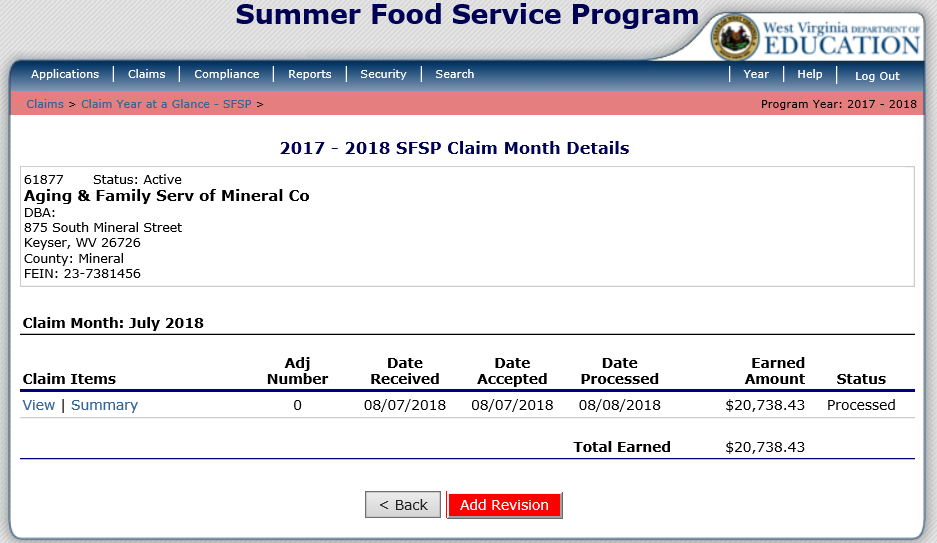 Summer Food Service Program
West Virginia DEPARTMENT OF
EDUCATION
Applications | Claims | Compliance | Reports | Security | Search | Year | Help | Log Out
Claims > Claim Year at a Glance - SFSP > Program Year: 2017 - 2018
2017 - 2018 SFSP Claim Month Details
61877 Status: Active
Aging & Family Serv of Mineral Co
DBA:
875 South Mineral Street
Keyser, WV 26726
County: Mineral
FEIN: 23-7381456
Claim Month: July 2018
Adj Date Date Date Earned
Claim Items Number Received Accepted Processed Amount Status
View | Summary 0 08/07/2018 08/07/2018 08/08/2018 $20,738.43 Processed
Total Earned $20,738.43
< Back Add Revision